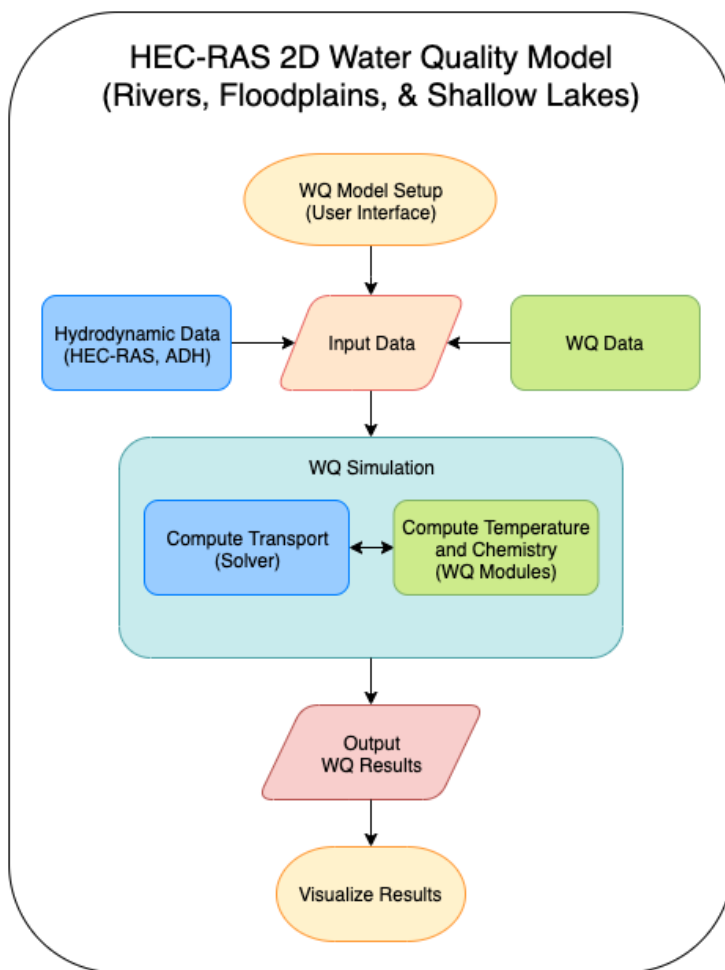 HEC-RAS 2D Water Quality Model
(Rivers, Floodplains, & Shallow Lakes)
WQ Model Setup
(User Interface)
Hydrodynamic Data
(HEC-RAS, ADH)
Input Data
WQ Data
WQ Simulation
Compute Transport
(Solver)
Compute Temperature
and Chemistry
(WQ Modules)
Output
WQ Results
Visualize Results